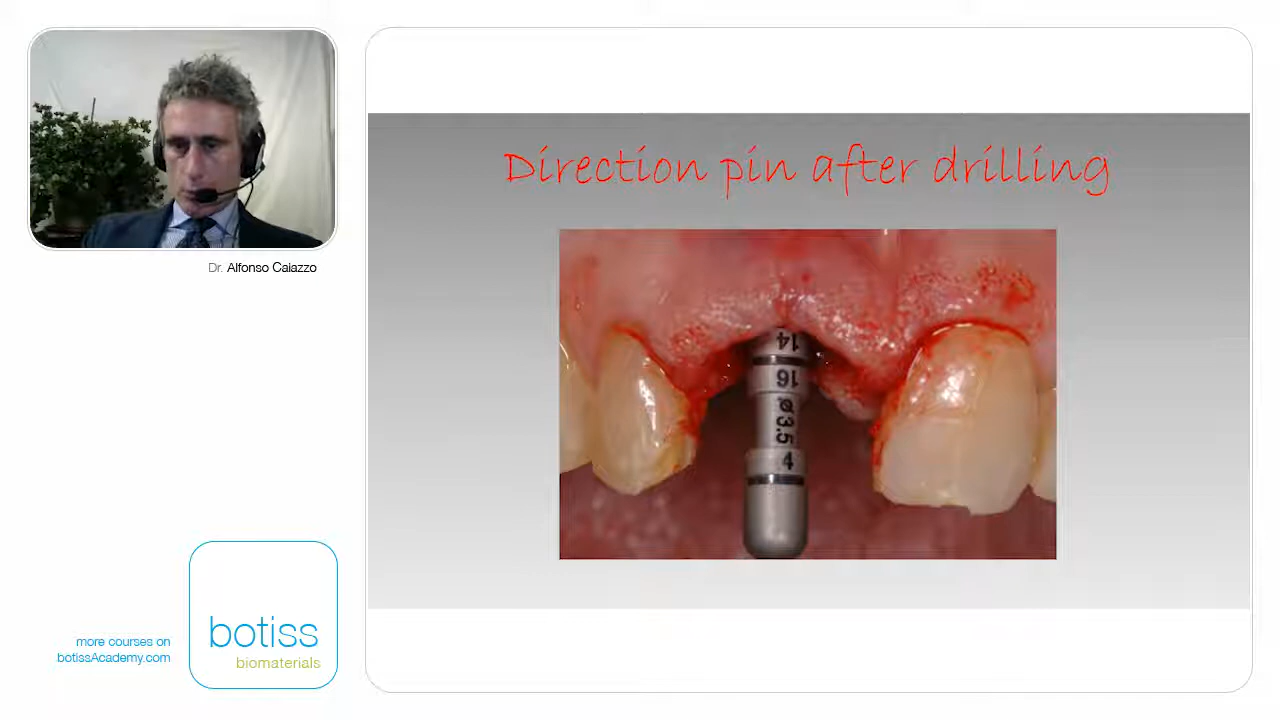 Direction pin after drilling
14
16
ø3.5
4
Dr. Alfonso Caiazzo
more courses on
botissAcademy.com
botiss
biomaterials